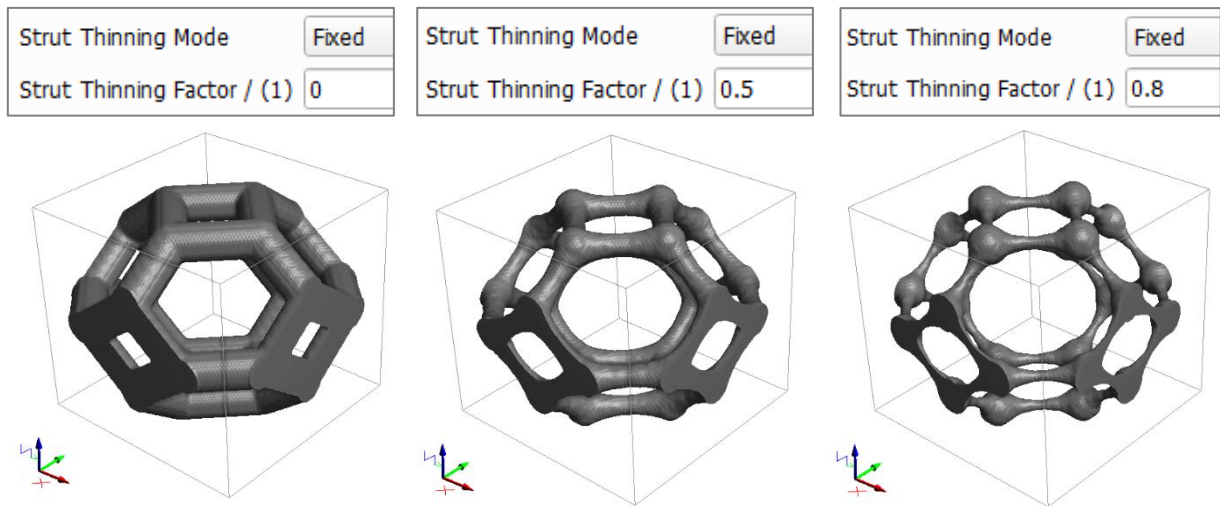 Strut Thinning Mode Fixed
Strut Thinning Factor / (1) 0
Strut Thinning Mode Fixed
Strut Thinning Factor / (1) 0.5
Strut Thinning Mode Fixed
Strut Thinning Factor / (1) 0.8
Z X
Z X
Z X